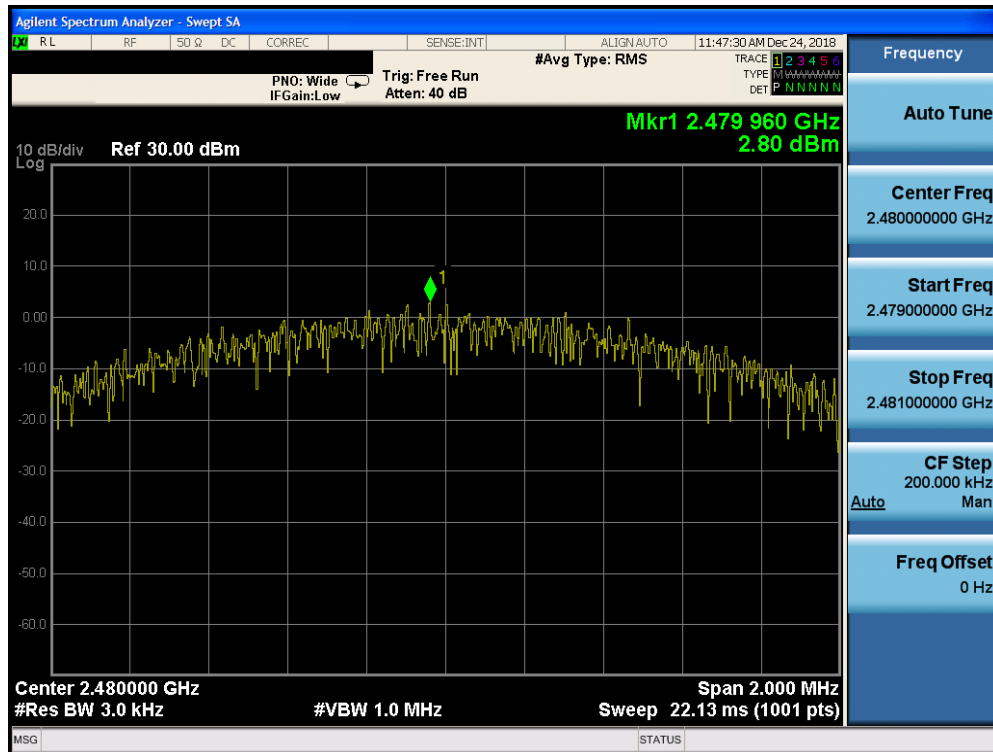 Agilent Spectrum Analyzer - Swept SA
LXI RL RF 50 Ω DC CORREC SENSE:INT ALIGN AUTO 11:47:30 AM Dec 24, 2018
PNO: Wide
IFGain:Low
Trig: Free Run
Atten: 40 dB
#Avg Type: RMS
TRACE 1 2 3 4 5 6
TYPE MWWWWW
DET P N N N N N
Mkr1 2.479 960 GHz
2.80 dBm
10 dB/div
Log
Ref 30.00 dBm
20.0
10.0
0.00
-10.0
-20.0
-30.0
-40.0
-50.0
-60.0
1
Center 2.480000 GHz
Span 2.000 MHz
#Res BW 3.0 kHz
#VBW 1.0 MHz
Sweep 22.13 ms (1001 pts)
MSG
STATUS
Frequency
Auto Tune
Center Freq
2.480000000 GHz
Start Freq
2.479000000 GHz
Stop Freq
2.481000000 GHz
CF Step
200.000 kHz
Auto Man
Freq Offset
0 Hz